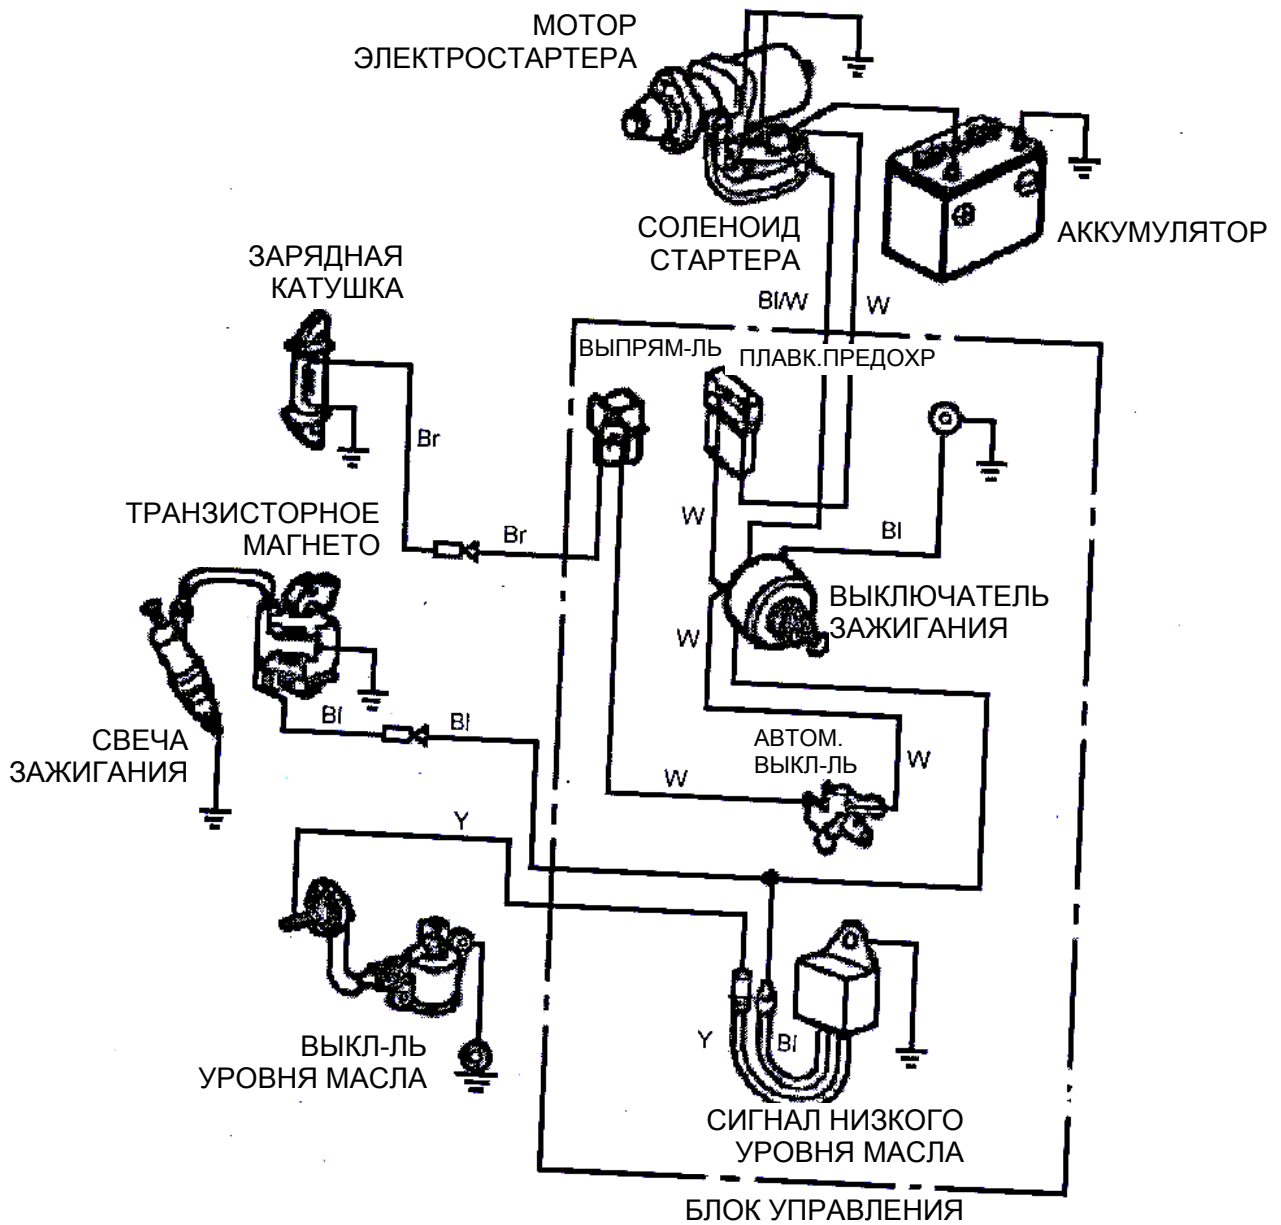 МОТОР
ЭЛЕКТРОСТАРТЕРА
СОЛЕНОИД
СТАРТЕРА
АККУМУЛЯТОР
ЗАРЯДНАЯ
КАТУШКА
Bl/W
W
ВЫПРЯМ-ЛЬ
ПЛАВК.ПРЕДОХР
Br
ТРАНЗИСТОРНОЕ
МАГНЕТО
Br
W
Bl
ВЫКЛЮЧАТЕЛЬ
ЗАЖИГАНИЯ
W
СВЕЧА
ЗАЖИГАНИЯ
Bl
Bl
АВТОМ.
ВЫКЛ-ЛЬ
W
W
Y
ВЫКЛ-ЛЬ
УРОВНЯ МАСЛА
Y
Bl
СИГНАЛ НИЗКОГО
УРОВНЯ МАСЛА
БЛОК УПРАВЛЕНИЯ